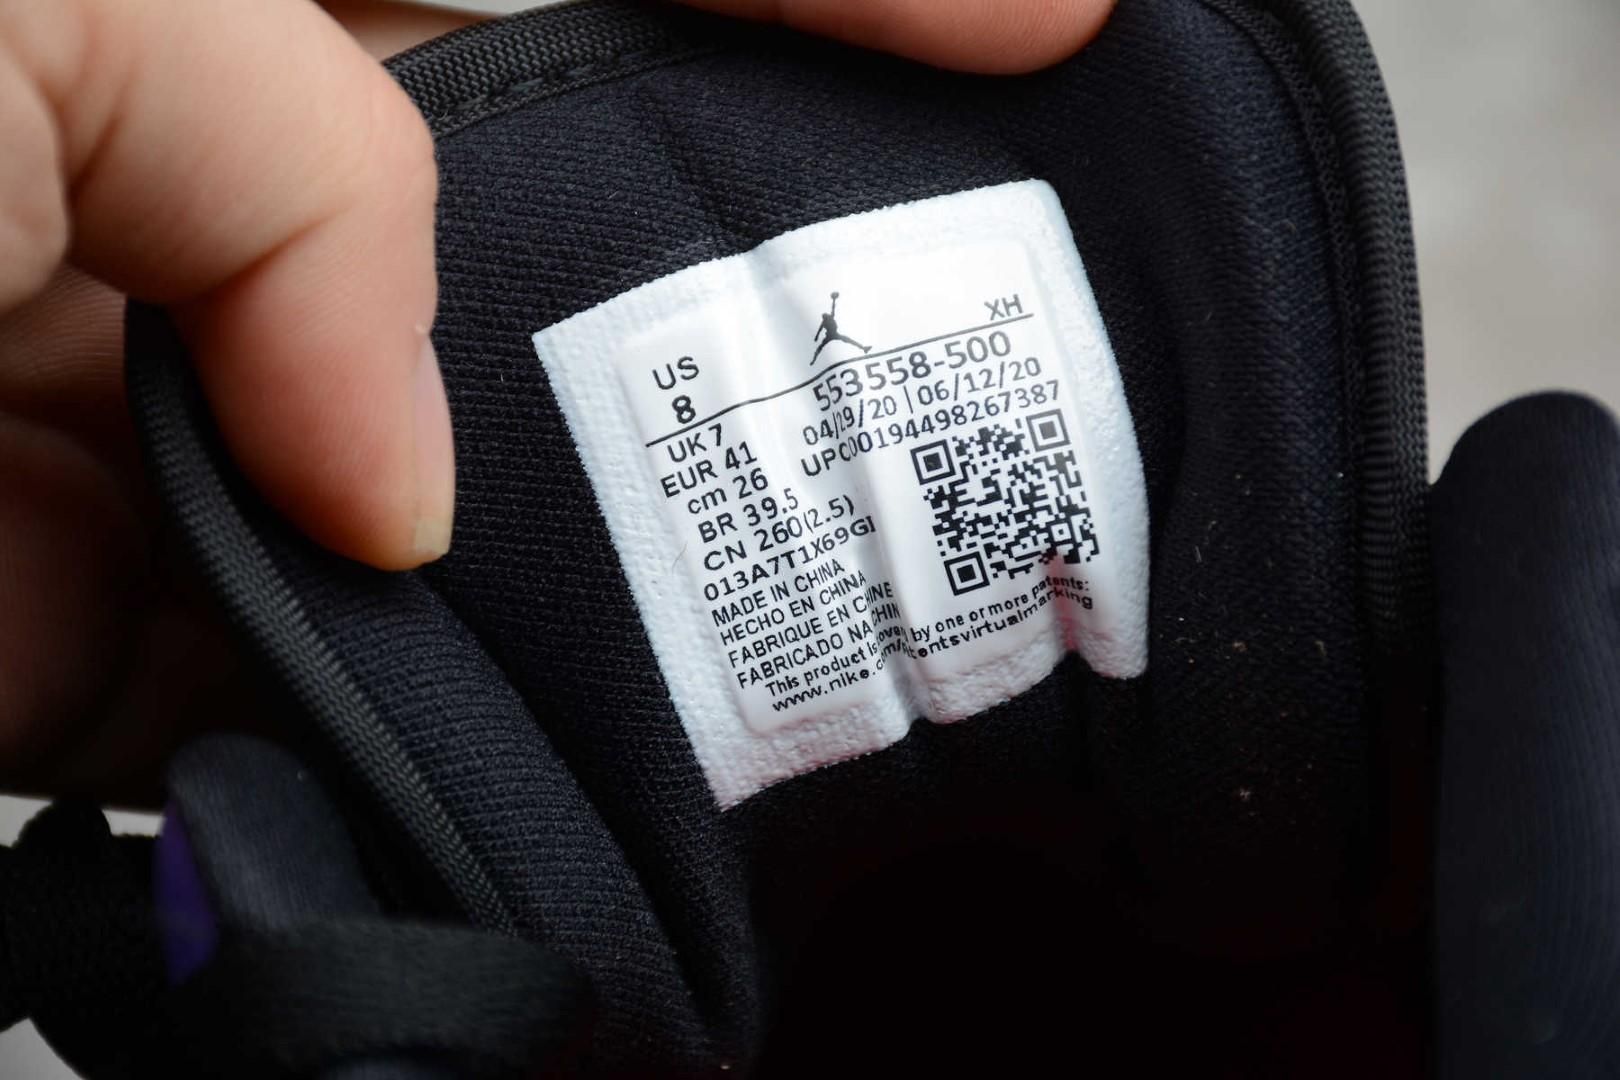 XH
US
8
553558-500
04/29/20 | 06/12/20
UPC00194498267387
UK 7
EUR 41
cm 26
BR 39.5
CN 260(2.5)
013A7T1X69GI
MADE IN CHINA
HECHO EN CHINA
FABRIQUE EN CHINE
FABRICADO NA CHIN
This product is by one or more patents:
www.nike.com/patentsvirtualmarking